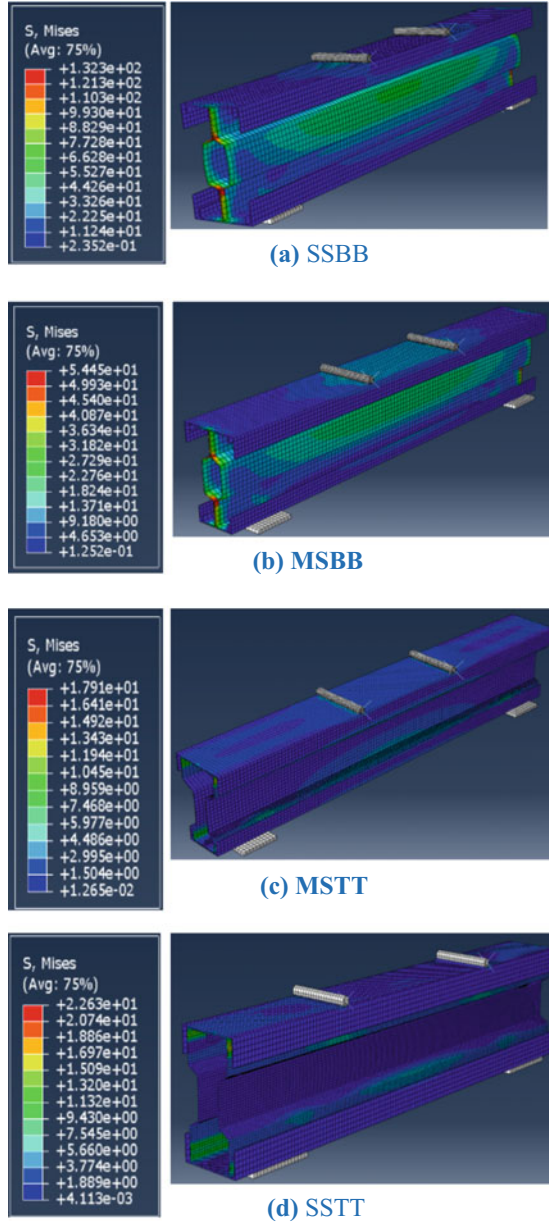 S, Mises
(Avg: 75%)
+1.323e+02
+1.213e+02
+1.103e+02
+9.930e+01
+8.829e+01
+7.728e+01
+6.628e+01
+5.527e+01
+4.426e+01
+3.326e+01
+2.225e+01
+1.124e+01
+2.352e-01
(a) SSBB
S, Mises
(Avg: 75%)
+5.445e+01
+4.993e+01
+4.540e+01
+4.087e+01
+3.634e+01
+3.182e+01
+2.729e+01
+2.276e+01
+1.824e+01
+1.371e+01
+9.180e+00
+4.653e+00
+1.252e-01
(b) MSBB
S, Mises
(Avg: 75%)
+1.791e+01
+1.641e+01
+1.492e+01
+1.343e+01
+1.194e+01
+1.045e+01
+8.959e+00
+7.468e+00
+5.977e+00
+4.486e+00
+2.995e+00
+1.504e+00
+1.265e-02
(c) MSTT
S, Mises
(Avg: 75%)
+2.263e+01
+2.074e+01
+1.886e+01
+1.697e+01
+1.509e+01
+1.320e+01
+1.132e+01
+9.430e+00
+7.545e+00
+5.660e+00
+3.774e+00
+1.889e+00
+4.113e-03
(d) SSTT